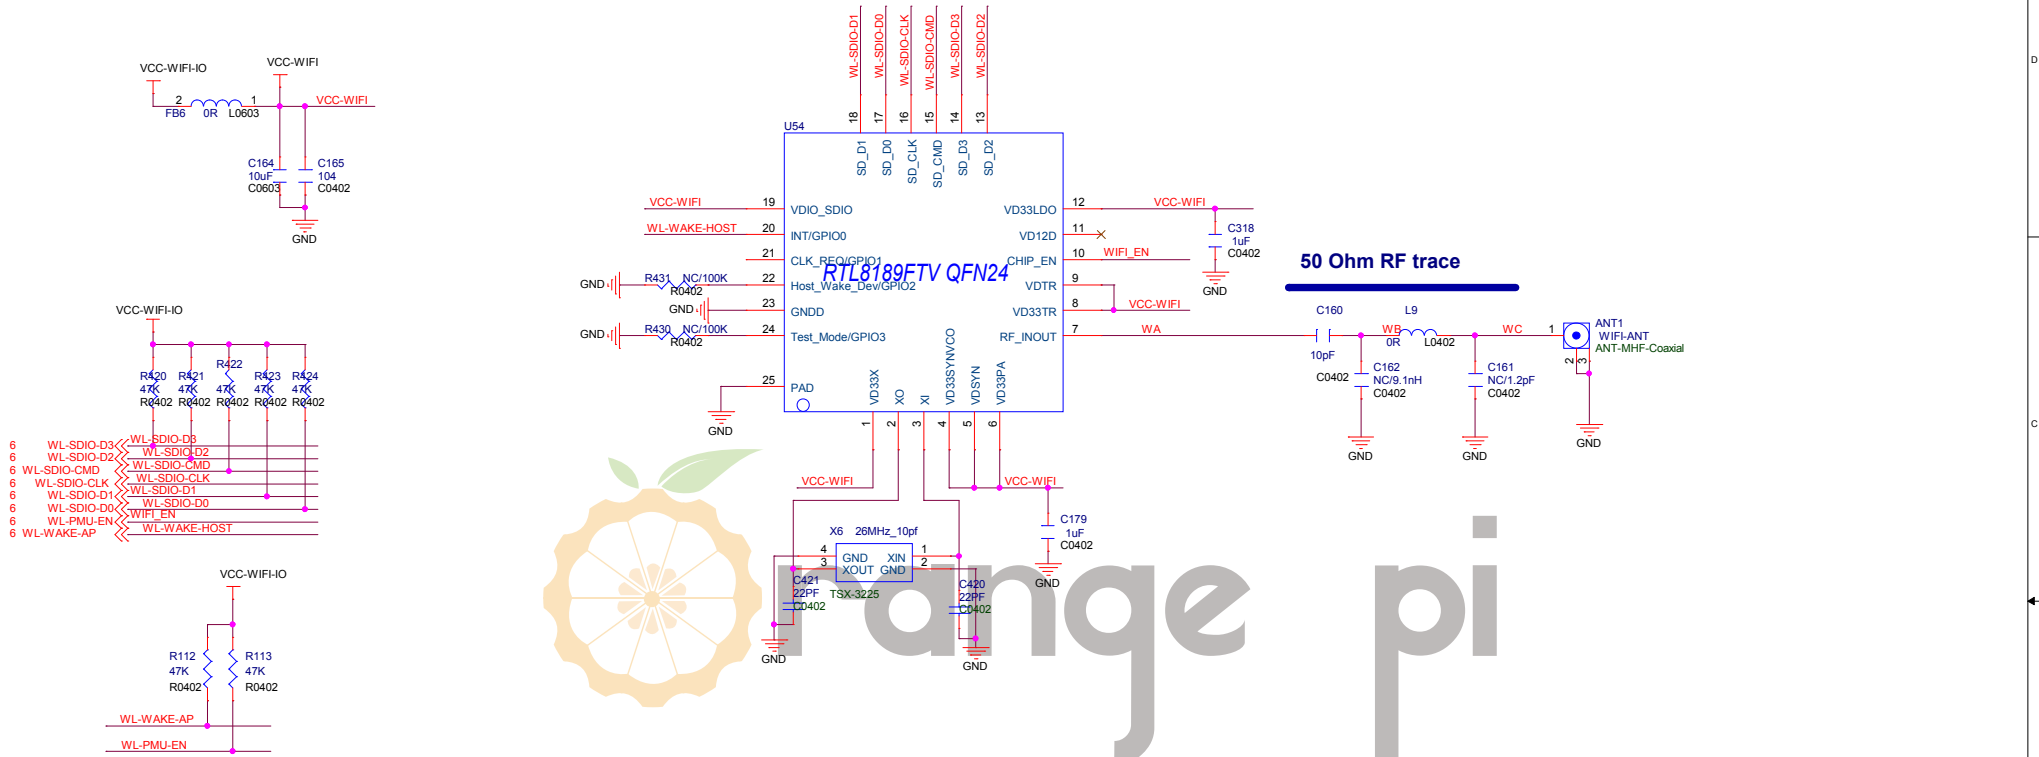 VCC-WIFI-IO
VCC-WIFI
2
1
VCC-WIFI
FB6
0R
L0603
C164
10uF
C0603
C165
104
C0402
GND
VCC-WIFI-IO
R420
47K
R0402
R421
47K
R0402
R422
47K
R0402
R423
47K
R0402
R424
47K
R0402
6 WL-SDIO-D3 WL-SDIO-D3
6 WL-SDIO-D2 WL-SDIO-D2
6 WL-SDIO-CMD WL-SDIO-CMD
6 WL-SDIO-CLK WL-SDIO-CLK
6 WL-SDIO-D1 WL-SDIO-D1
6 WL-SDIO-D0 WL-SDIO-D0
6 WL-PMU-EN WIFI_EN
6 WL-WAKE-AP WL-WAKE-HOST
VCC-WIFI-IO
R112
47K
R0402
R113
47K
R0402
WL-WAKE-AP
WL-PMU-EN
WL-SDIO-D1
WL-SDIO-D0
WL-SDIO-CLK
WL-SDIO-CMD
WL-SDIO-D3
WL-SDIO-D2
U54
18 SD_D1
17 SD_D0
16 SD_CLK
15 SD_CMD
14 SD_D3
13 SD_D2
VCC-WIFI 19 VDIO_SDIO
WL-WAKE-HOST 20 INT/GPIO0
21 CLK_REQ/GPIO1
GND R431 NC/100K R0402 22 Host_Wake_Dev/GPIO2
GND 23 GNDD
GND R430 NC/100K R0402 24 Test_Mode/GPIO3
25 PAD
GND
RTL8189FTV QFN24
VD33LDO 12 VCC-WIFI
VD12D 11
CHIP_EN 10 WIFI_EN
VDTR 9
VD33TR 8 VCC-WIFI
RF_INOUT 7 WA
C318
1uF
C0402
GND
VD33X 1
XO 2
XI 3
VD33SYNVCO 4
VDSYN 5
VD33PA 6
VCC-WIFI
VCC-WIFI
C179
1uF
C0402
GND
X6 26MHz_10pf
4 GND XIN 1
3 XOUT GND 2
TSX-3225
C421
22PF
C0402
C420
22PF
C0402
GND
GND
50 Ohm RF trace
C160
10pF
C0402
WB
L9
0R
L0402
WC
C162
NC/9.1nH
C0402
GND
C161
NC/1.2pF
C0402
GND
1
2
3
ANT1
WIFI-ANT
ANT-MHF-Coaxial
GND
range pi
D
C